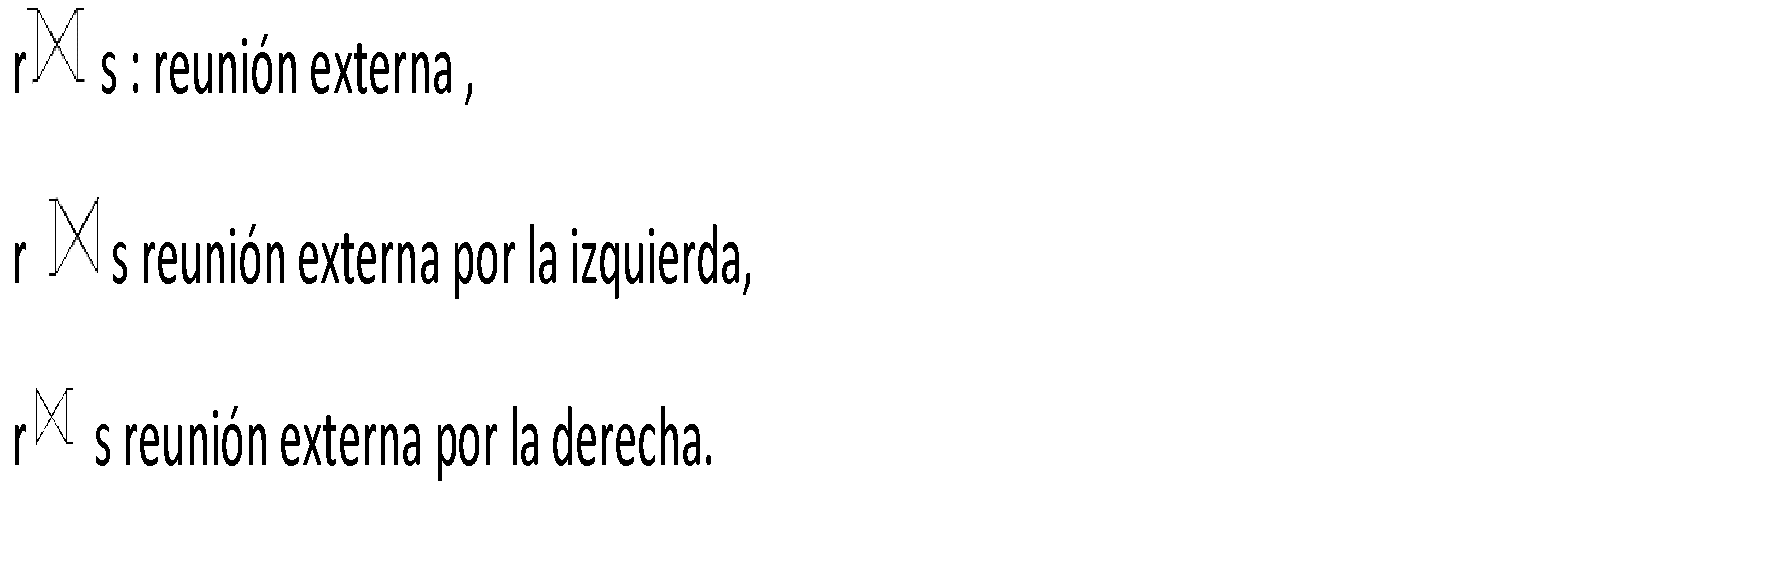 r⟗ s : reunión externa ,
r ⟕ s reunión externa por la izquierda,
r⟖ s reunión externa por la derecha.